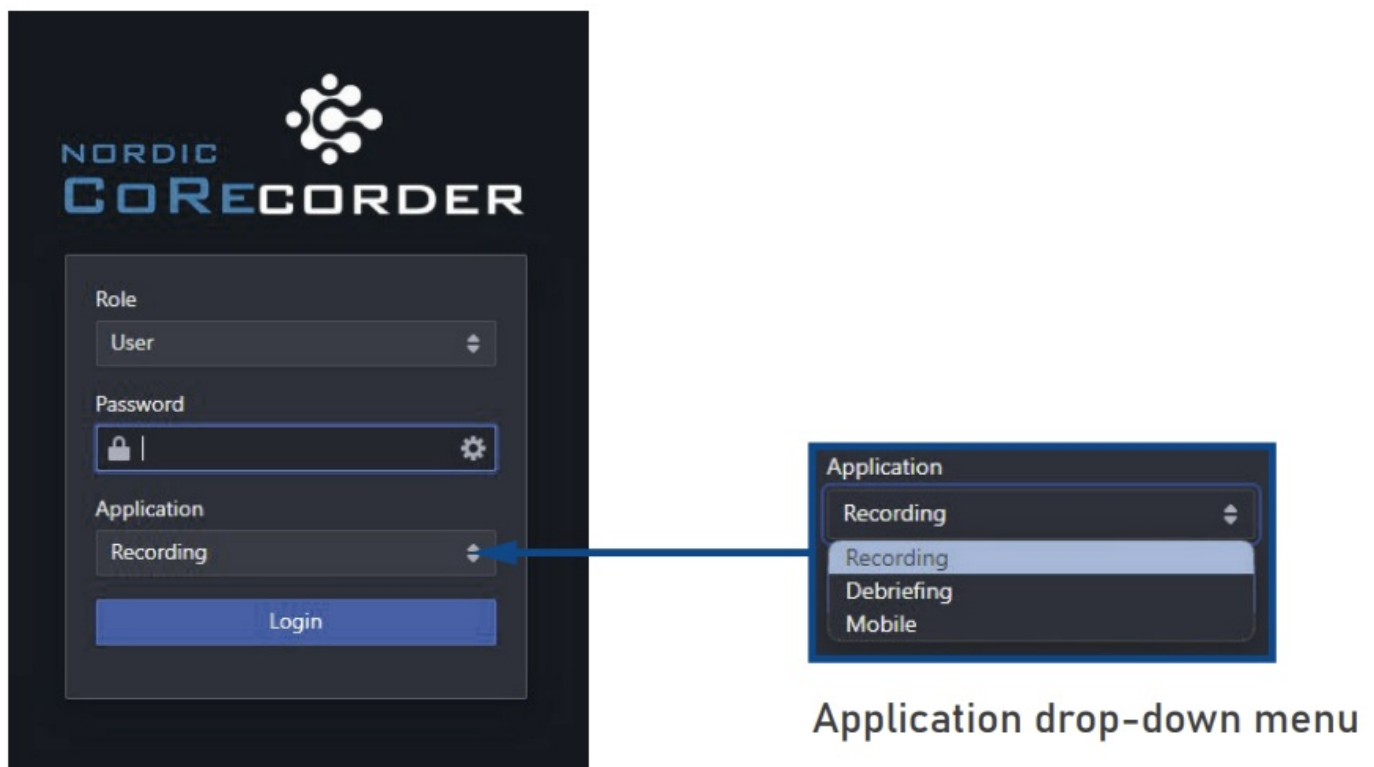 NORDIC
CORECORDER
Role
User
Password
Application
Recording
Login
Application
Recording
Recording
Debriefing
Mobile
Application drop-down menu